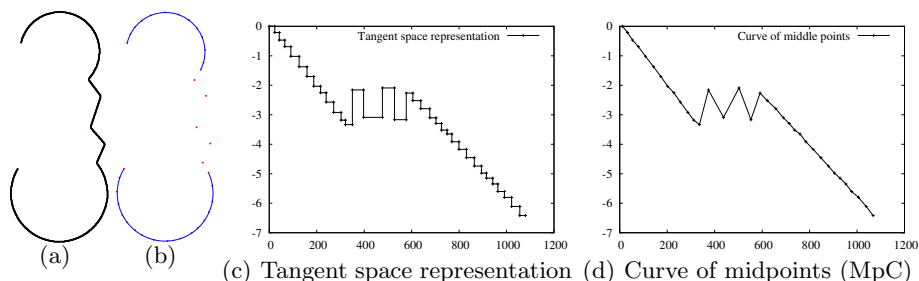 0
-1
-2
-3
-4
-5
-6
-7
0 200 400 600 800 1000 1200
Tangent space representation
0
-1
-2
-3
-4
-5
-6
-7
0 200 400 600 800 1000 1200
Curve of middle points
(a) (b)
(c) Tangent space representation (d) Curve of midpoints (MpC)